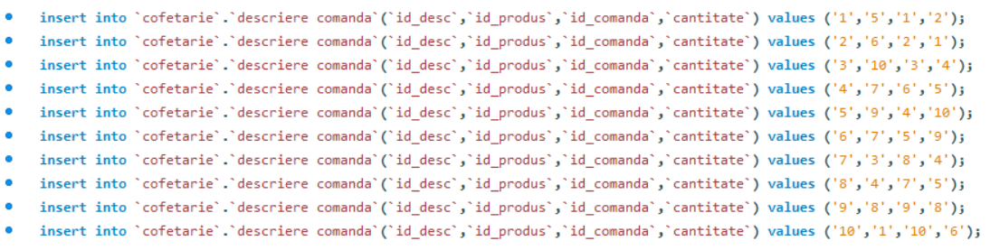 insert into `cofetarie`.`descriere comanda`(`id_desc`,`id_produs`,`id_comanda`,`cantitate`) values ('1','5','1','2');
insert into `cofetarie`.`descriere comanda`(`id_desc`,`id_produs`,`id_comanda`,`cantitate`) values ('2','6','2','1');
insert into `cofetarie`.`descriere comanda`(`id_desc`,`id_produs`,`id_comanda`,`cantitate`) values ('3','10','3','4');
insert into `cofetarie`.`descriere comanda`(`id_desc`,`id_produs`,`id_comanda`,`cantitate`) values ('4','7','6','5');
insert into `cofetarie`.`descriere comanda`(`id_desc`,`id_produs`,`id_comanda`,`cantitate`) values ('5','9','4','10');
insert into `cofetarie`.`descriere comanda`(`id_desc`,`id_produs`,`id_comanda`,`cantitate`) values ('6','7','5','9');
insert into `cofetarie`.`descriere comanda`(`id_desc`,`id_produs`,`id_comanda`,`cantitate`) values ('7','3','8','4');
insert into `cofetarie`.`descriere comanda`(`id_desc`,`id_produs`,`id_comanda`,`cantitate`) values ('8','4','7','5');
insert into `cofetarie`.`descriere comanda`(`id_desc`,`id_produs`,`id_comanda`,`cantitate`) values ('9','8','9','8');
insert into `cofetarie`.`descriere comanda`(`id_desc`,`id_produs`,`id_comanda`,`cantitate`) values ('10','1','10','6');